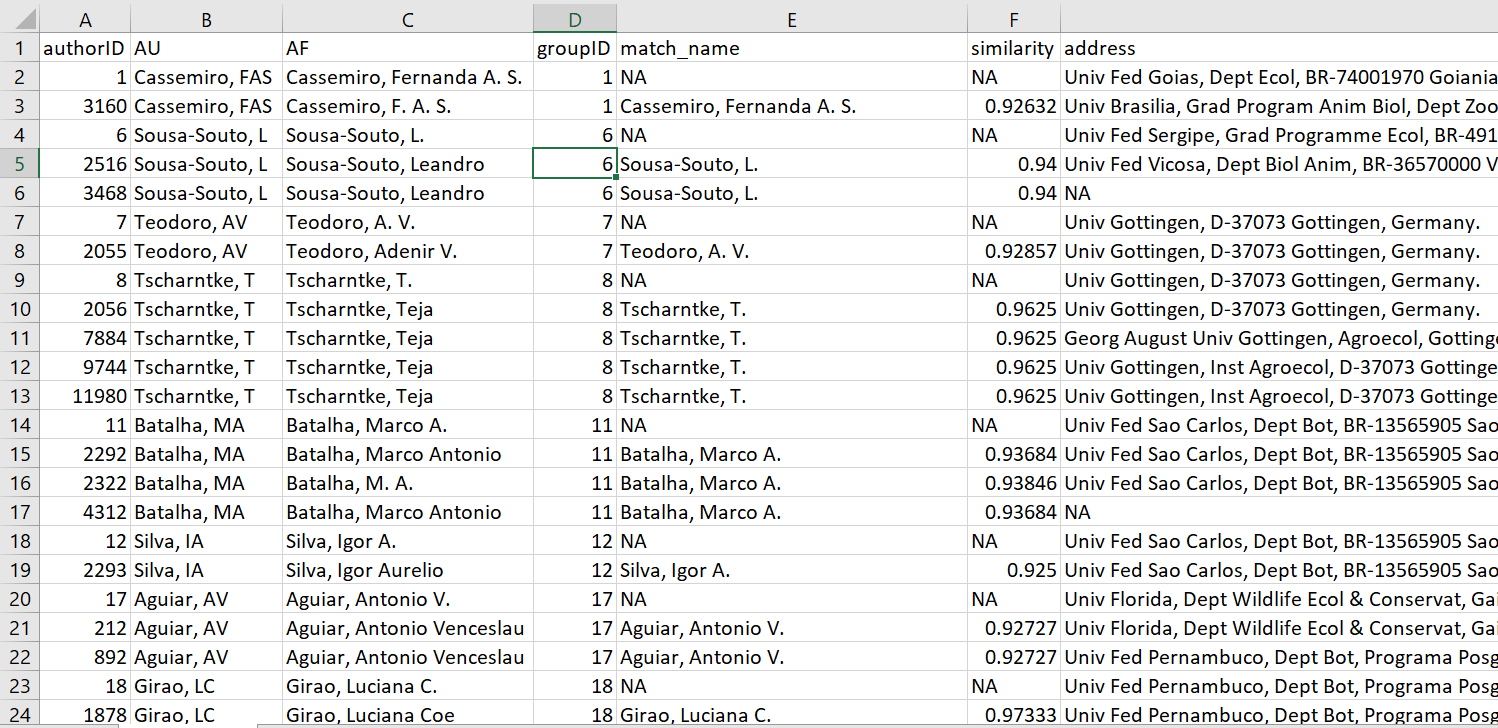 A B C D E F
1 authorID AU AF groupID match_name similarity address
2 1 Cassemiro, FAS Cassemiro, Fernanda A. S. 1 NA NA Univ Fed Goias, Dept Ecol, BR-74001970 Goiania
3 3160 Cassemiro, FAS Cassemiro, F. A. S. 1 Cassemiro, Fernanda A. S. 0.92632 Univ Brasilia, Grad Program Anim Biol, Dept Zoo
4 6 Sousa-Souto, L Sousa-Souto, L. 6 NA NA Univ Fed Sergipe, Grad Programme Ecol, BR-491
5 2516 Sousa-Souto, L Sousa-Souto, Leandro 6 Sousa-Souto, L. 0.94 Univ Fed Vicosa, Dept Biol Anim, BR-36570000 V
6 3468 Sousa-Souto, L Sousa-Souto, Leandro 6 Sousa-Souto, L. 0.94 NA
7 7 Teodoro, AV Teodoro, A. V. 7 NA NA Univ Gottingen, D-37073 Gottingen, Germany.
8 2055 Teodoro, AV Teodoro, Adenir V. 7 Teodoro, A. V. 0.92857 Univ Gottingen, D-37073 Gottingen, Germany.
9 8 Tscharntke, T Tscharntke, T. 8 NA NA Univ Gottingen, D-37073 Gottingen, Germany.
10 2056 Tscharntke, T Tscharntke, Teja 8 Tscharntke, T. 0.9625 Univ Gottingen, D-37073 Gottingen, Germany.
11 7884 Tscharntke, T Tscharntke, Teja 8 Tscharntke, T. 0.9625 Georg August Univ Gottingen, Agroecol, Gotting
12 9744 Tscharntke, T Tscharntke, Teja 8 Tscharntke, T. 0.9625 Univ Gottingen, Inst Agroecol, D-37073 Gottinge
13 11980 Tscharntke, T Tscharntke, Teja 8 Tscharntke, T. 0.9625 Univ Gottingen, Inst Agroecol, D-37073 Gottinge
14 11 Batalha, MA Batalha, Marco A. 11 NA NA Univ Fed Sao Carlos, Dept Bot, BR-13565905 Sao
15 2292 Batalha, MA Batalha, Marco Antonio 11 Batalha, Marco A. 0.93684 Univ Fed Sao Carlos, Dept Bot, BR-13565905 Sao
16 2322 Batalha, MA Batalha, M. A. 11 Batalha, Marco A. 0.93846 Univ Fed Sao Carlos, Dept Bot, BR-13565905 Sao
17 4312 Batalha, MA Batalha, Marco Antonio 11 Batalha, Marco A. 0.93684 NA
18 12 Silva, IA Silva, Igor A. 12 NA NA Univ Fed Sao Carlos, Dept Bot, BR-13565905 Sao
19 2293 Silva, IA Silva, Igor Aurelio 12 Silva, Igor A. 0.925 Univ Fed Sao Carlos, Dept Bot, BR-13565905 Sao
20 17 Aguiar, AV Aguiar, Antonio V. 17 NA NA Univ Florida, Dept Wildlife Ecol & Conservat, Gai
21 212 Aguiar, AV Aguiar, Antonio Venceslau 17 Aguiar, Antonio V. 0.92727 Univ Florida, Dept Wildlife Ecol & Conservat, Gai
22 892 Aguiar, AV Aguiar, Antonio Venceslau 17 Aguiar, Antonio V. 0.92727 Univ Fed Pernambuco, Dept Bot, Programa Posg
23 18 Girao, LC Girao, Luciana C. 18 NA NA Univ Fed Pernambuco, Dept Bot, Programa Posg
24 1878 Girao, LC Girao, Luciana Coe 18 Girao, Luciana C. 0.97333 Univ Fed Pernambuco, Dept Bot, Programa Posg